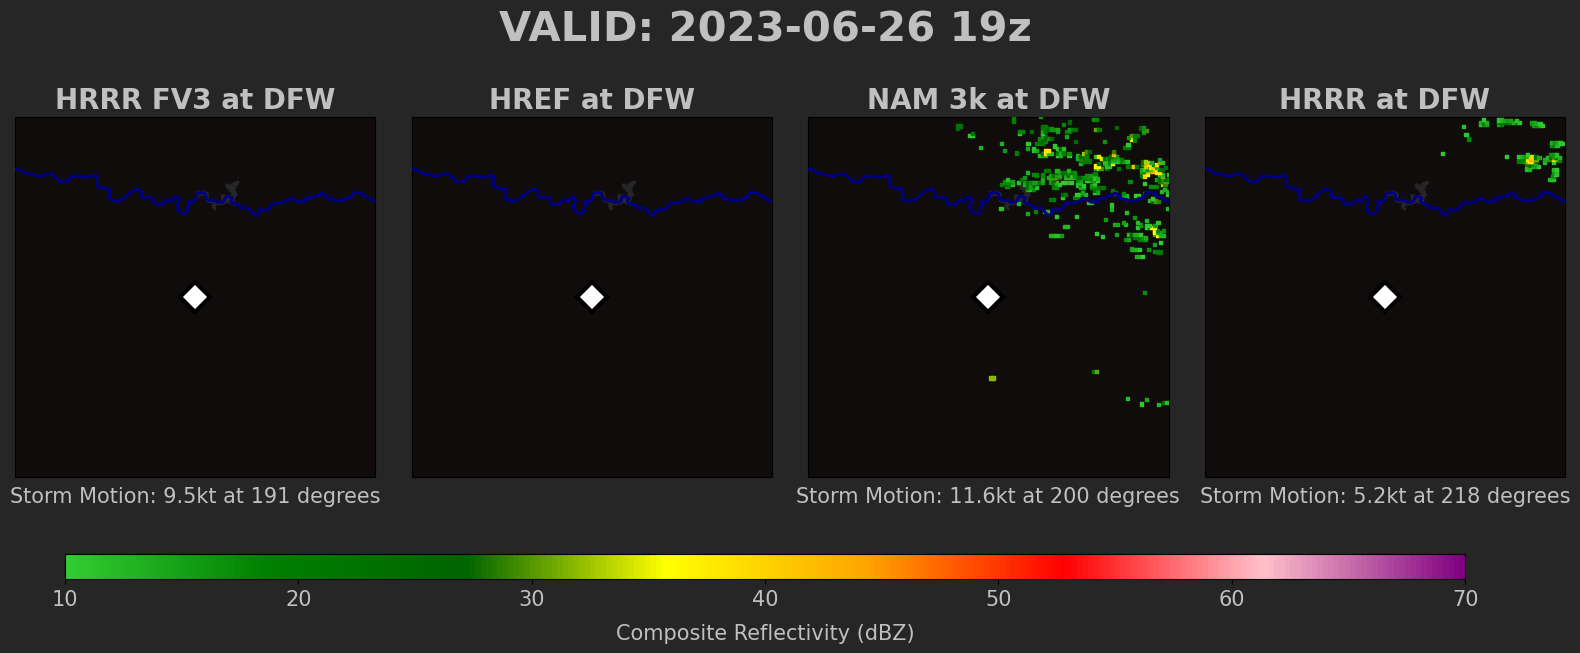 VALID: 2023-06-26 19z
HRRR FV3 at DFW
HREF at DFW
NAM 3k at DFW
HRRR at DFW
Storm Motion: 9.5kt at 191 degrees
Storm Motion: 11.6kt at 200 degrees
Storm Motion: 5.2kt at 218 degrees
10 20 30 40 50 60 70
Composite Reflectivity (dBZ)